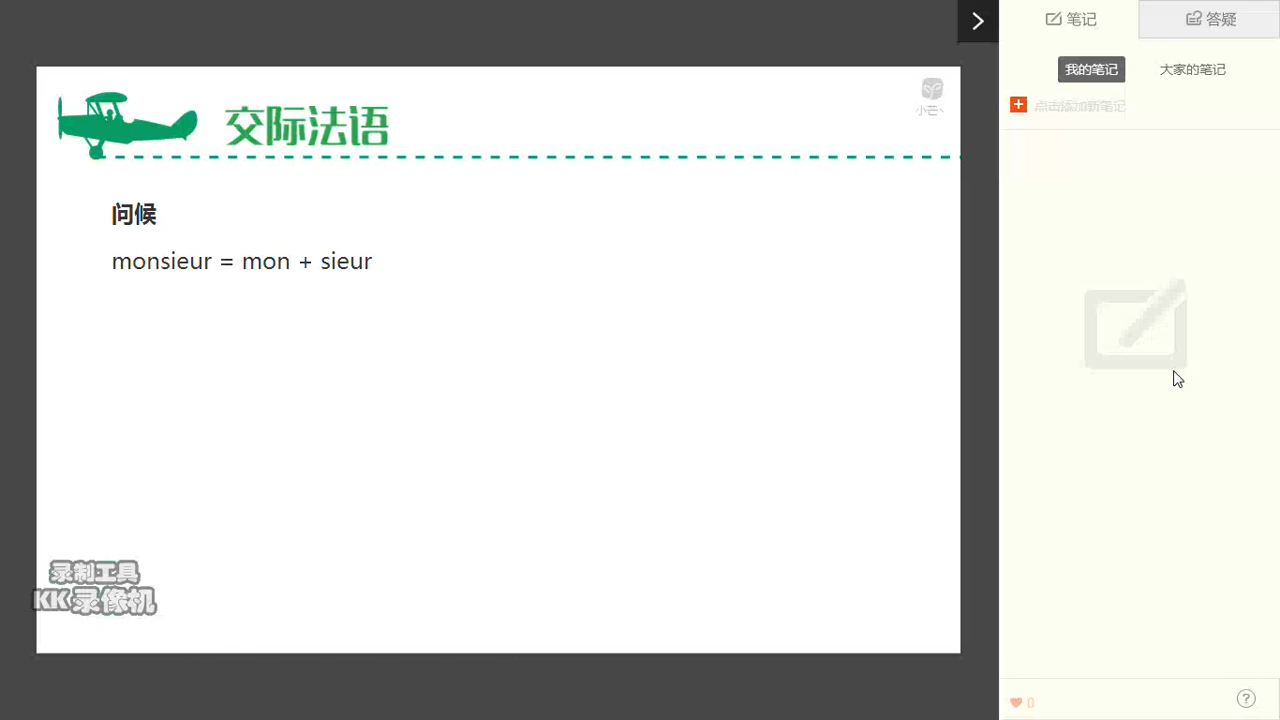 笔记
答疑
我的笔记
大家的笔记
点击添加新笔记
交际法语
问候
monsieur = mon + sieur
录制工具
KK录像机
0
?